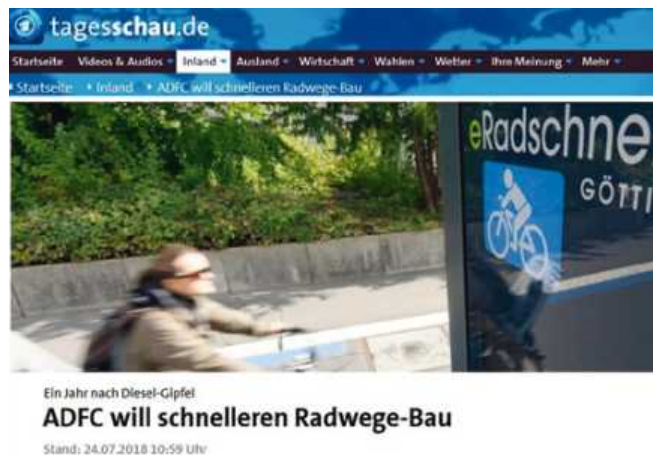 tagesschau.de
Startseite Videos & Audios Inland Ausland Wirtschaft Wahlen Wetter Ihre Meinung Mehr
Startseite Inland ADFC will schnelleren Radwege-Bau
eRadschne
GÖTTI
Ein Jahr nach Diesel-Gipfel
ADFC will schnelleren Radwege-Bau
Stand: 24.07.2018 10:59 Uhr